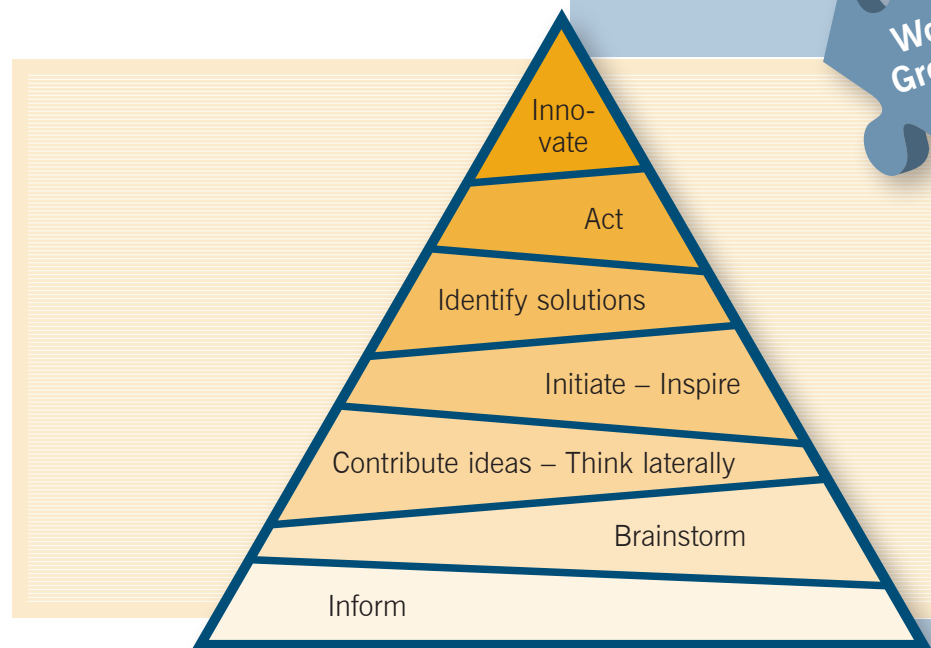 Inno-
vate
Act
Identify solutions
Initiate – Inspire
Contribute ideas – Think laterally
Brainstorm
Inform